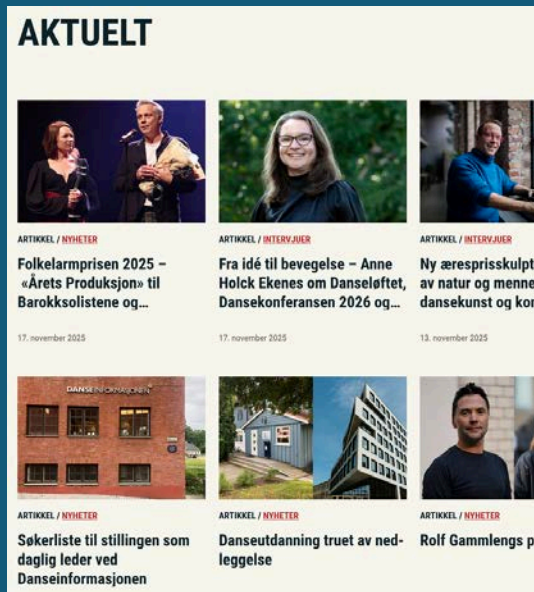 AKTUELT
ARTIKKEL / NYHETER
Folkelarmprisen 2025 –
«Årets Produksjon» til
Barokksolistene og...
17. november 2025
ARTIKKEL / INTERVJUER
Fra idé til bevegelse – Anne
Holck Ekenes om Danseløftet,
Dansekonferansen 2026 og...
17. november 2025
ARTIKKEL / INTERVJUER
Ny æresprisskulpt
av natur og menne
dansekunst og kor
13. november 2025
DANSEINFORMASJONEN
ARTIKKEL / NYHETER
Søkerliste til stillingen som
daglig leder ved
Danseinformasjonen
ARTIKKEL / NYHETER
Danseutdanning truet av ned-
leggelse
ARTIKKEL / NYHETER
Rolf Gammlengs p